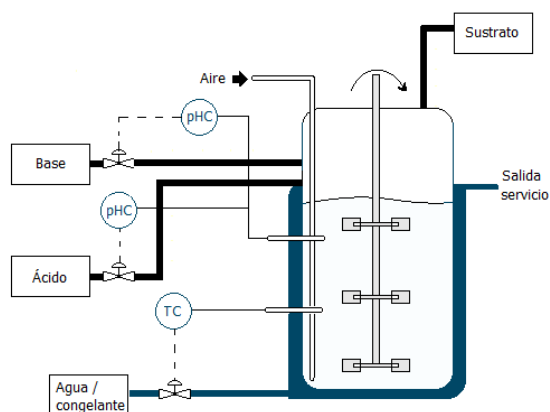 Sustrato
Aire
pHC
Base
Salida
servicio
pHC
Ácido
TC
Agua /
congelante